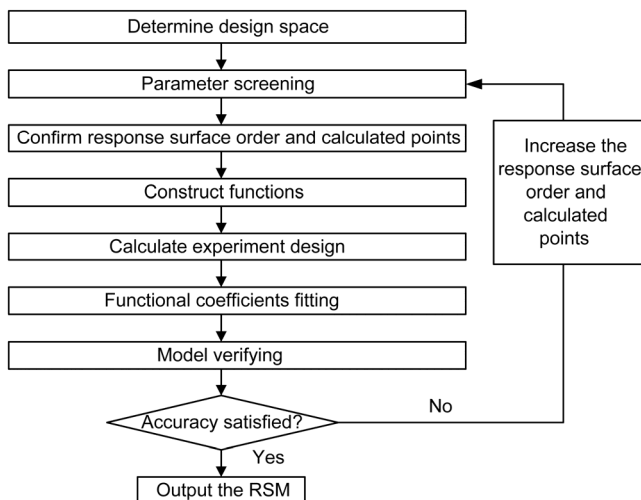 Determine design space
Parameter screening
Confirm response surface order and calculated points
Construct functions
Calculate experiment design
Functional coefficients fitting
Model verifying
Accuracy satisfied?
No
Increase the
response surface
order and
calculated
points
Yes
Output the RSM